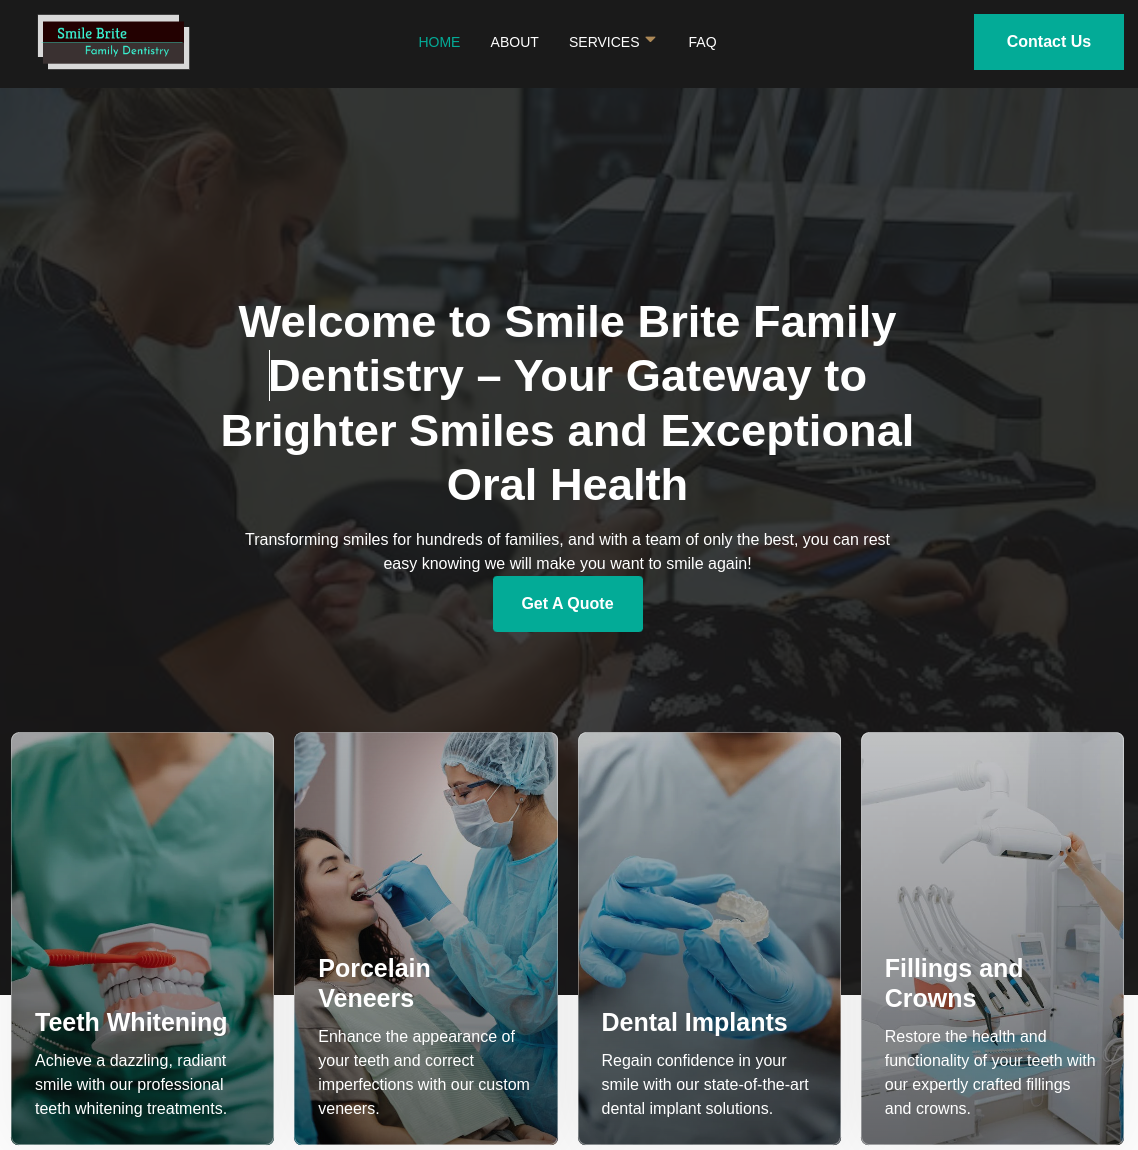 Smile Brite
Family Dentistry
HOME
ABOUT
SERVICES
FAQ
Contact Us
Welcome to Smile Brite Family
Dentistry – Your Gateway to
Brighter Smiles and Exceptional
Oral Health
Transforming smiles for hundreds of families, and with a team of only the best, you can rest
easy knowing we will make you want to smile again!
Get A Quote
Teeth Whitening
Achieve a dazzling, radiant
smile with our professional
teeth whitening treatments.
Porcelain
Veneers
Enhance the appearance of
your teeth and correct
imperfections with our custom
veneers.
Dental Implants
Regain confidence in your
smile with our state-of-the-art
dental implant solutions.
Fillings and
Crowns
Restore the health and
functionality of your teeth with
our expertly crafted fillings
and crowns.